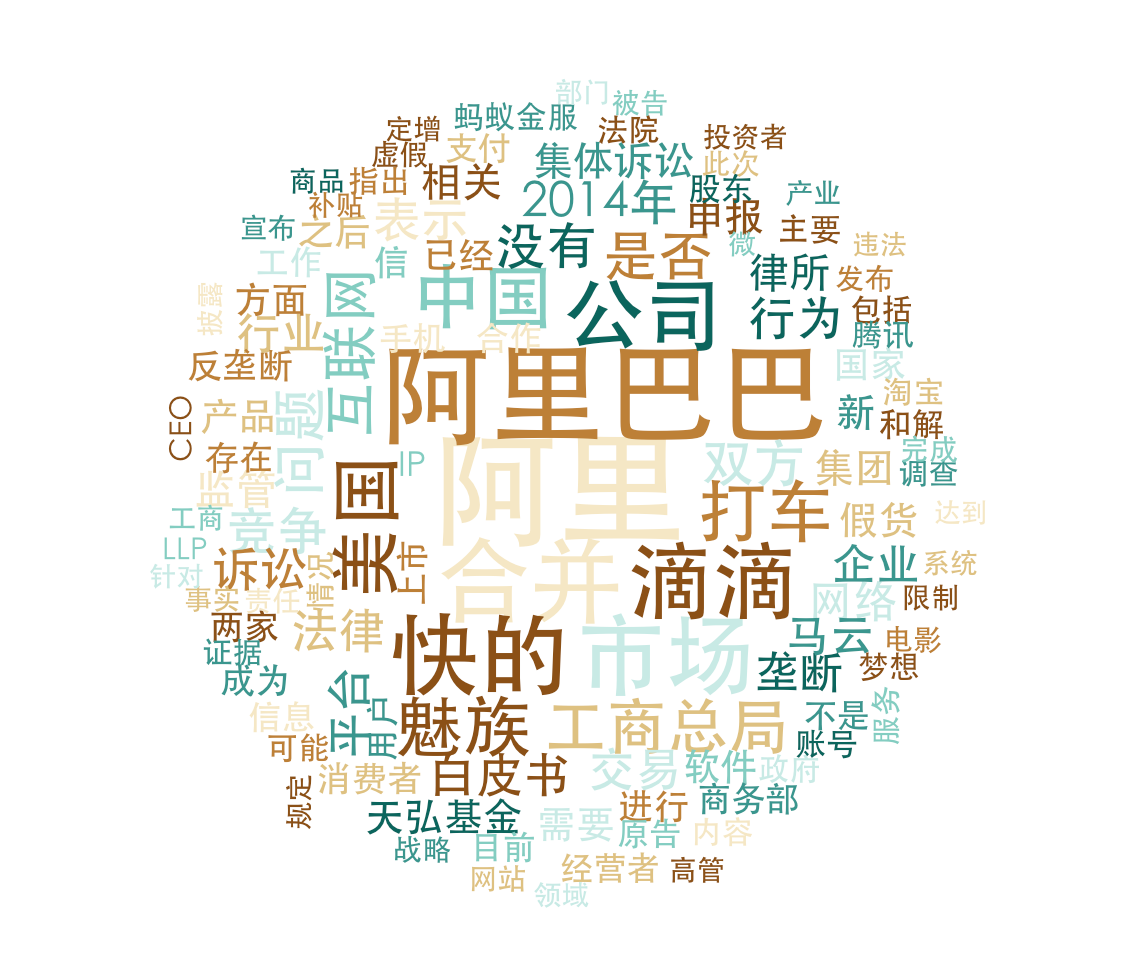 部门
被告
蚂蚁金服
定增
法院
投资者
虚假
支付
集体诉讼
此次
商品
指出
相关
2014年
股东
产业
补贴
表示
申报
主要
宣布
之后
已经
没有
是否
微
违法
工作
信
中国
公司
律所
发布
披露
方面
互联网
行为
包括
行业
手机
合作
腾讯
反垄断
阿里巴巴
国家
CEO
产品
问题
新
淘宝
和解
存在
IP
阿里
双方
集团
完成
调查
监管
美国
打车
假货
达到
工商
竞争
LLP
诉讼
上市
合并
滴滴
企业
系统
针对
事实
责任
情况
网络
限制
两家
法律
快的
市场
马云
电影
证据
成为
平台
垄断
梦想
信息
用户
魅族
工商总局
不是
服务
可能
账号
消费者
白皮书
交易
软件
政府
规定
天弘基金
需要
进行
商务部
战略
目前
原告
内容
网站
经营者
高管
领域